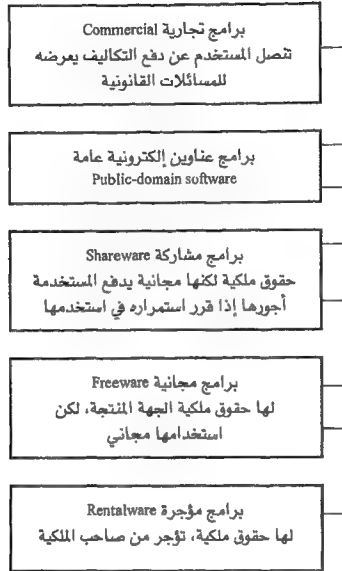 برامج تجارية Commercial
تنصل المستخدم عن دفع التكاليف يعرضه
للمسائلات القانونية
برامج عناوين إلكترونية عامة
Public-domain software
برامج مشاركة Shareware
حقوق ملكية لكنها مجانية يدفع المستخدمة
أجورها إذا قرر استمراره في استخدمها
برامج مجانية Freeware
لها حقوق ملكية الجهة المنتجة، لكن
استخدامها مجاني
برامج مؤجرة Rentalware
لها حقوق ملكية، تؤجر من صاحب الملكية